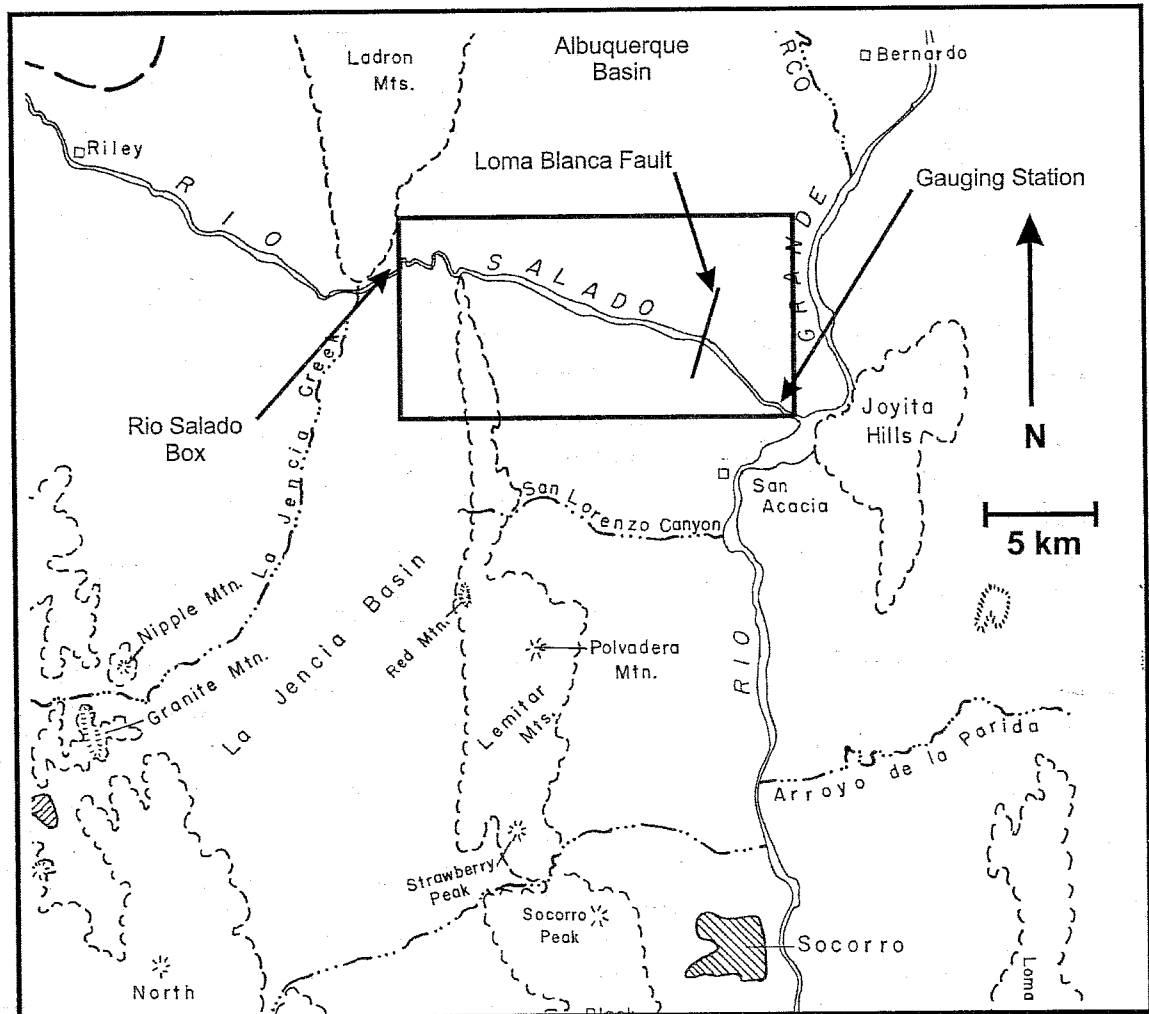 Ladron
Mts.
Albuquerque
Basin
RCO
Bernardo
Riley
Loma Blanca Fault
Gauging Station
RIO
SALADO
GRANDE
Rio Salado
Box
La Jencia Creek
Joyita
Hills
N
San
Acacia
5 km
San Lorenzo Canyon
Nipple Mtn.
Granite Mtn.
La Jencia Basin
Red Mtn.
Polvadera
Mtn.
RIO
Lemitar
Mts.
Arroyo de la Parida
Strawberry
Peak
Socorro
Peak
Socorro
North
Loma